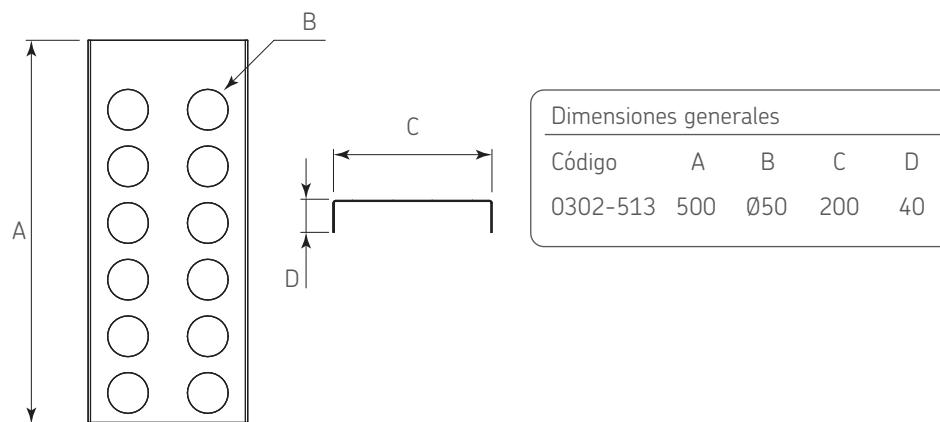 B
A
C
D
Dimensiones generales
Código A B C D
0302-513 500 Ø50 200 40